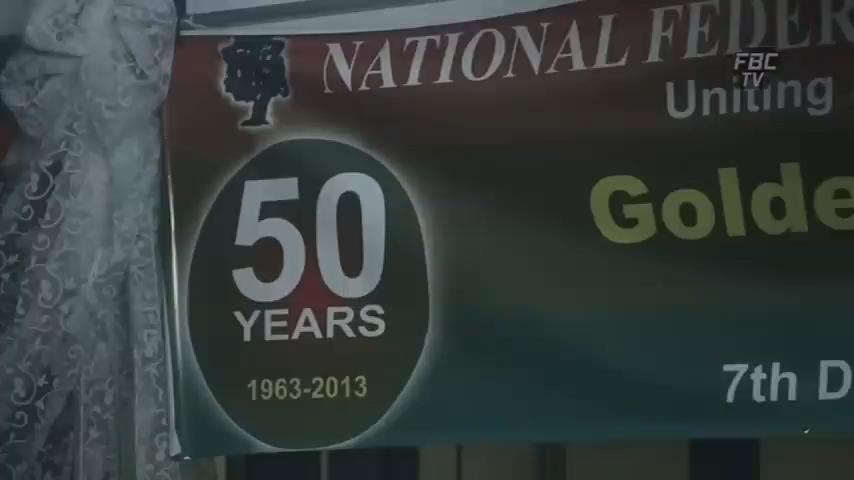 NATIONAL FEDER
FBC
TV
Uniting
Golde
50
YEARS
1963-2013
7th D